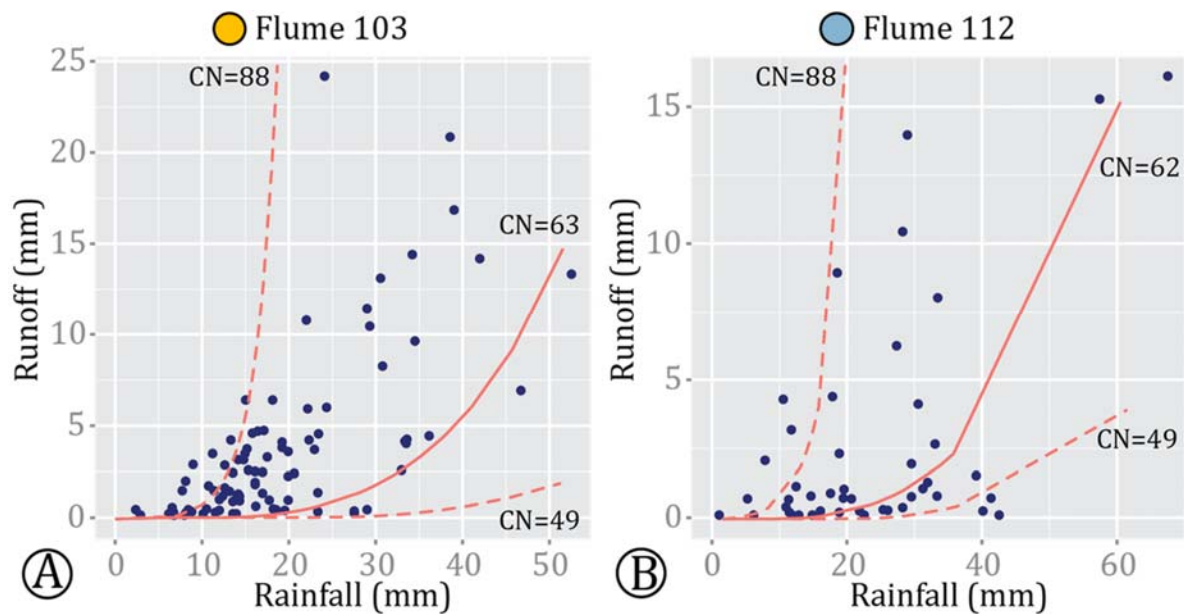 Flume 103
Flume 112
25
20
15
10
5
0
Runoff (mm)
CN=88
CN=63
CN=49
0
10
20
30
40
50
Rainfall (mm)
A
15
10
5
0
Runoff (mm)
CN=88
CN=62
CN=49
0
20
40
60
Rainfall (mm)
B